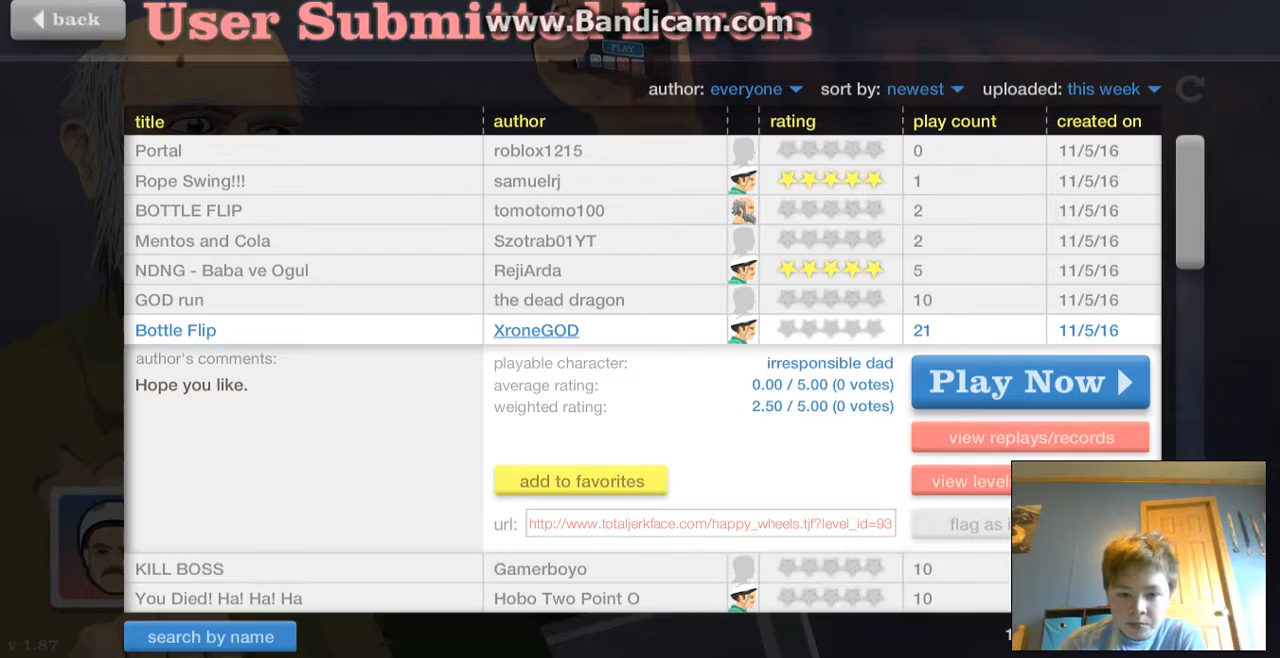 back
User Submitted Levels
www.Bandicam.com
PLAY
author: everyone sort by: newest uploaded: this week
title author rating play count created on
Portal roblox1215 0 11/5/16
Rope Swing!!! samuelrj 1 11/5/16
BOTTLE FLIP tomotomo100 2 11/5/16
Mentos and Cola Szotrab01YT 2 11/5/16
NDNG - Baba ve Ogul RejiArda 5 11/5/16
GOD run the dead dragon 10 11/5/16
Bottle Flip XroneGOD 21 11/5/16
author's comments:
Hope you like.
playable character: irresponsible dad
average rating: 0.00 / 5.00 (0 votes)
weighted rating: 2.50 / 5.00 (0 votes)
Play Now
view replays/records
add to favorites
view level
url: http://www.totaljerkface.com/happy_wheels.tjf?level_id=93
flag as i
KILL BOSS Gamerboyo 10
You Died! Ha! Ha! Ha Hobo Two Point O 10
search by name
1
v 1.87